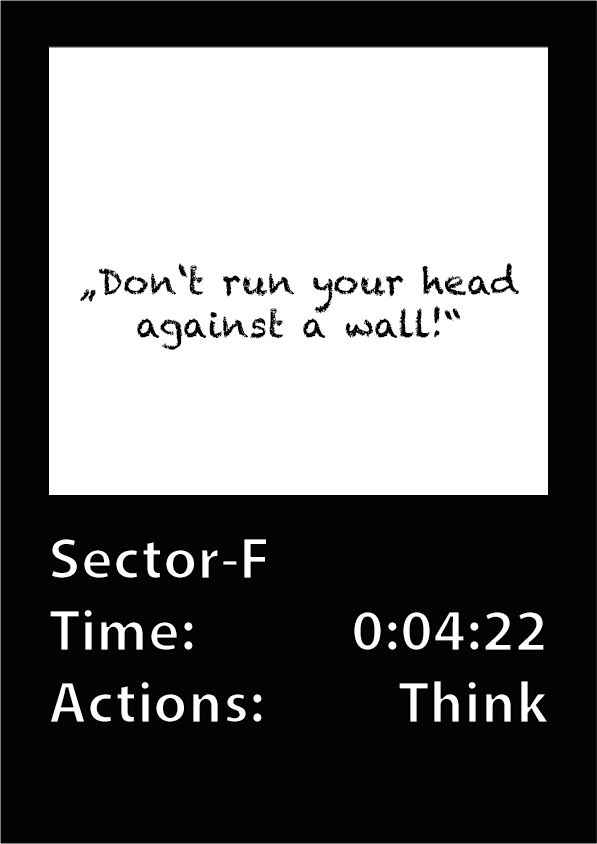 „Don‘t run your head
against a wall!“
Sector-F
Time: 0:04:22
Actions: Think